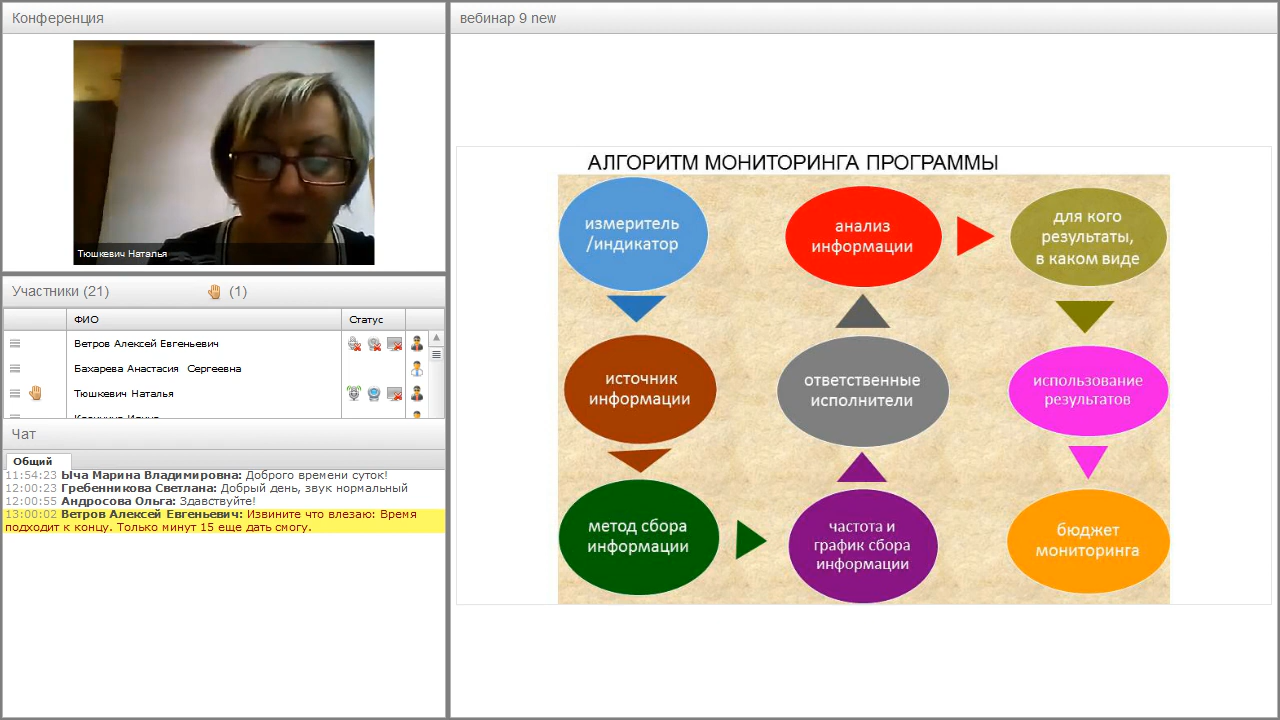 Конференция
Тюшкевич Наталья
Участники (21)
(1)
ФИО
Статус
Ветров Алексей Евгеньевич
Бахарева Анастасия Сергеевна
Тюшкевич Наталья
Чат
Общий
11:54:23 Ыча Марина Владимировна: Доброго времени суток!
12:00:23 Гребенникова Светлана: Добрый день, звук нормальный
12:00:55 Андросова Ольга: Здавствуйте!
13:00:02 Ветров Алексей Евгеньевич: Извините что влезаю: Время
подходит к концу. Только минут 15 еще дать смогу.
вебинар 9 new
АЛГОРИТМ МОНИТОРИНГА ПРОГРАММЫ
измеритель
/индикатор
источник
информации
метод сбора
информации
частота и
график сбора
информации
ответственные
исполнители
анализ
информации
для кого
результаты,
в каком виде
использование
результатов
бюджет
мониторинга